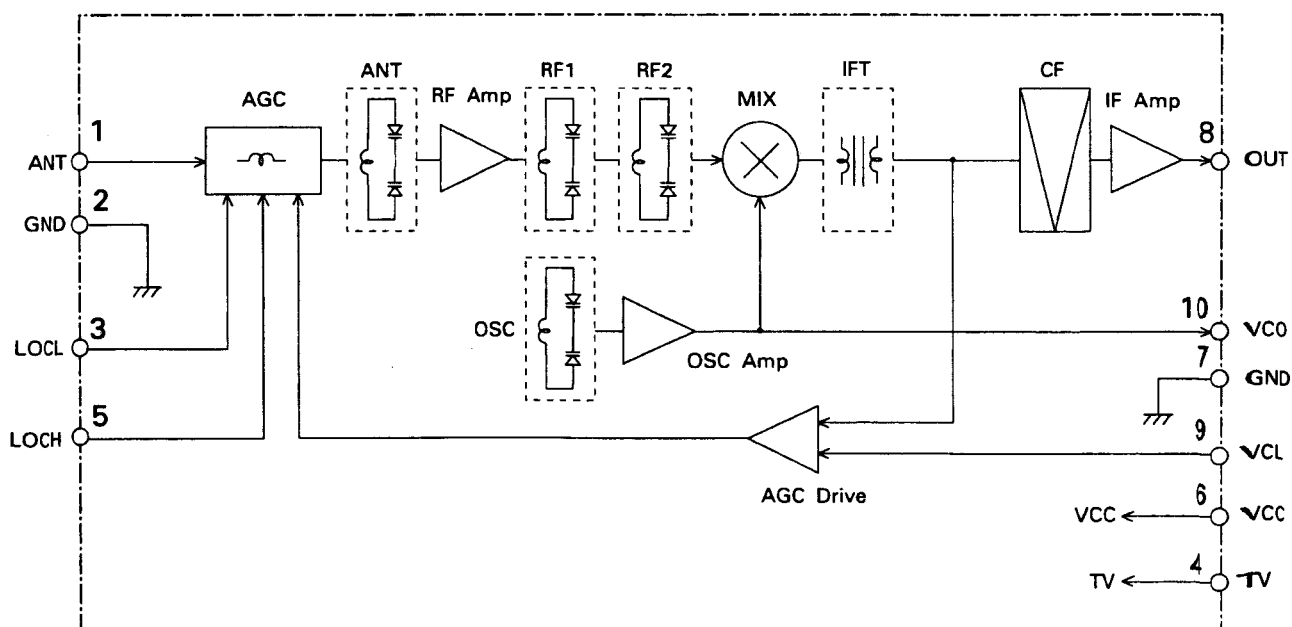 ANT
RF1
RF2
IFT
CF
AGC
RF Amp
MIX
IF Amp
1
8
ANT
OUT
2
GND
3
OSC
10
LOCL
VCO
OSC Amp
7
GND
5
LOCH
9
VCL
AGC Drive
6
VCC
VCC
4
TV
TV